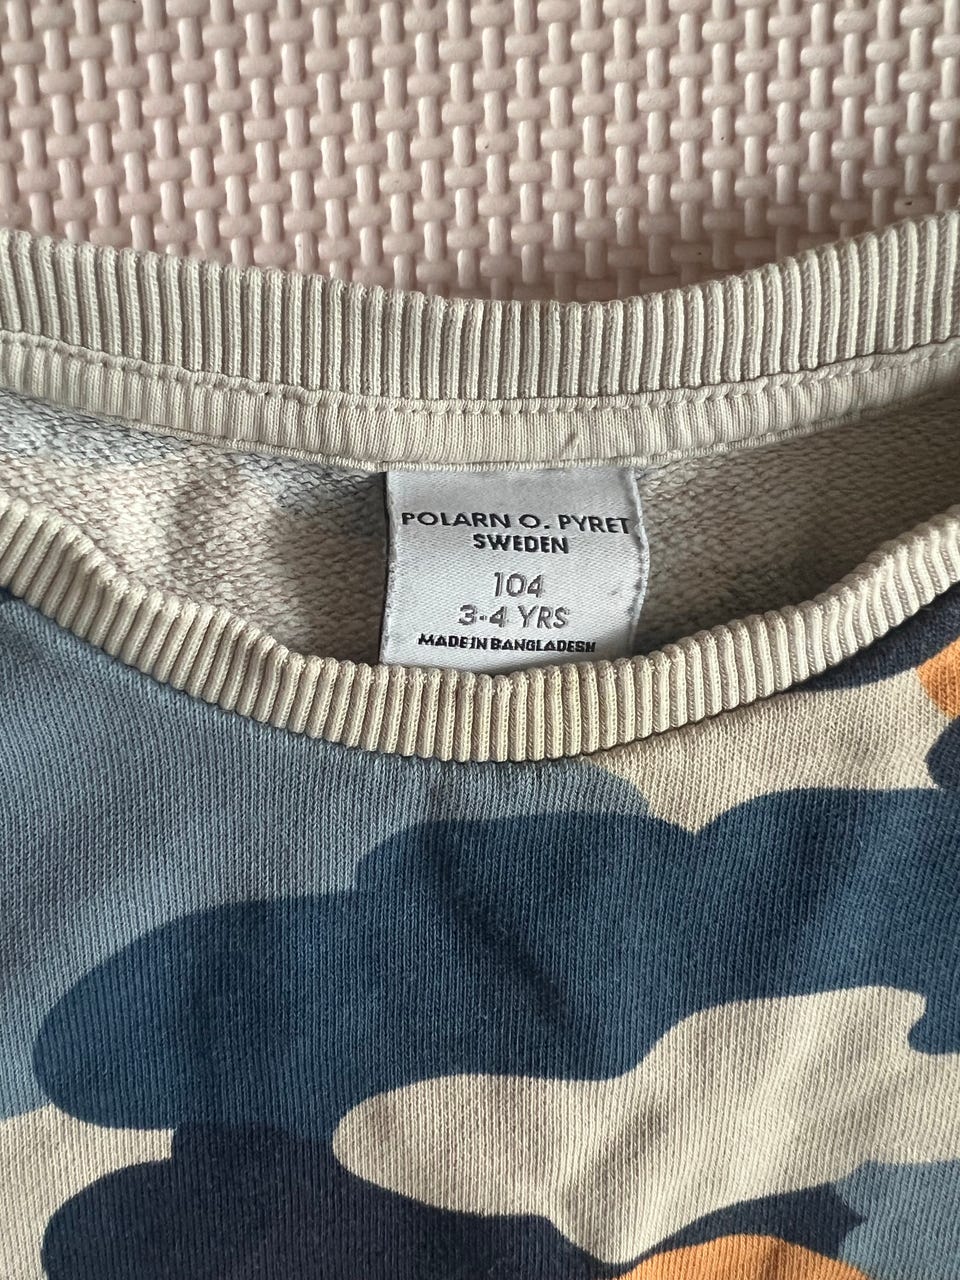 POLARN O. PYRET
SWEDEN
104
3-4 YRS
MADE IN BANGLADESH